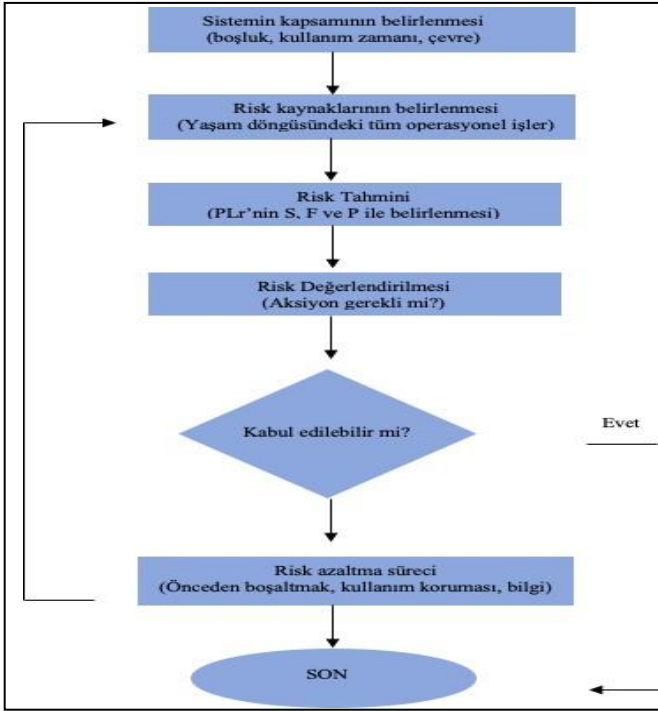 Sistemin kapsamının belirlenmesi
(boşluk, kullanım zamanı, çevre)
Risk kaynaklarının belirlenmesi
(Yaşam döngüsündeki tüm operasyonel işler)
Risk Tahmini
(PLr'nin S, F ve P ile belirlenmesi)
Risk Değerlendirilmesi
(Aksiyon gerekli mi?)
Kabul edilebilir mi?
Evet
Risk azaltma süreci
(Önceden boşaltmak, kullanım koruması, bilgi)
SON